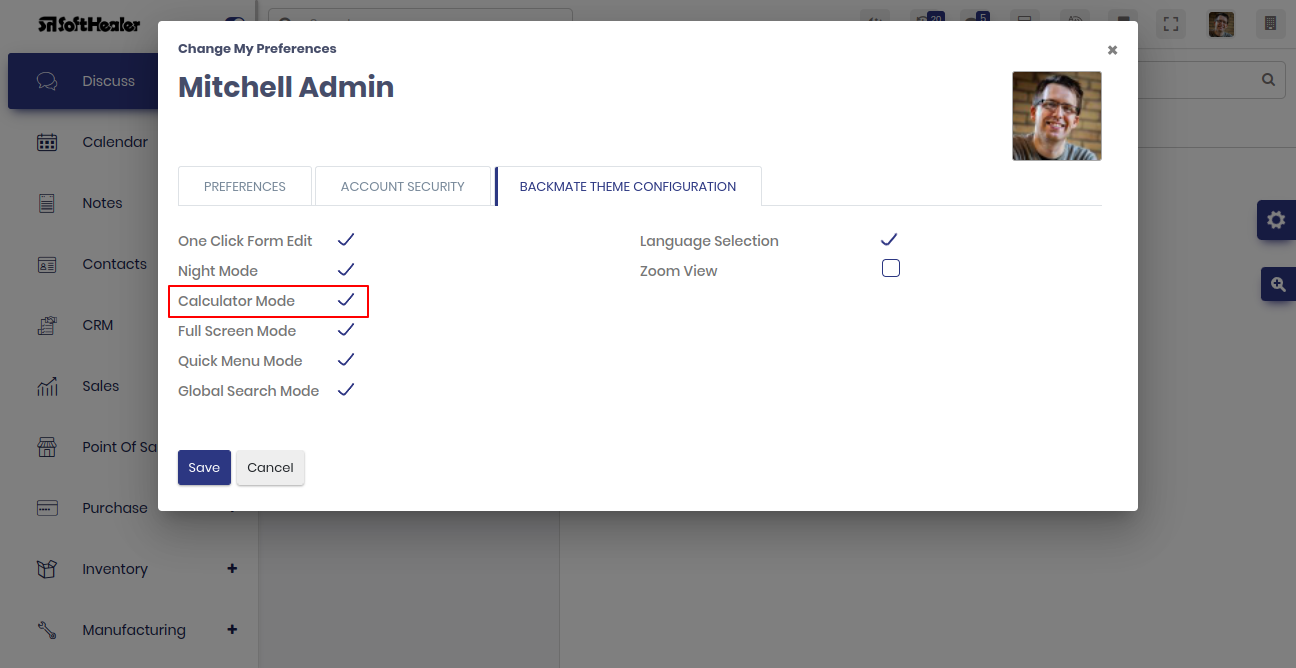 SH SoftHealer
20
5
Change My Preferences
Mitchell Admin
PREFERENCES
ACCOUNT SECURITY
BACKMATE THEME CONFIGURATION
One Click Form Edit
Night Mode
Calculator Mode
Full Screen Mode
Quick Menu Mode
Global Search Mode
Language Selection
Zoom View
Save
Cancel
Discuss
Calendar
Notes
Contacts
CRM
Sales
Point Of Sa
Purchase
Inventory
Manufacturing